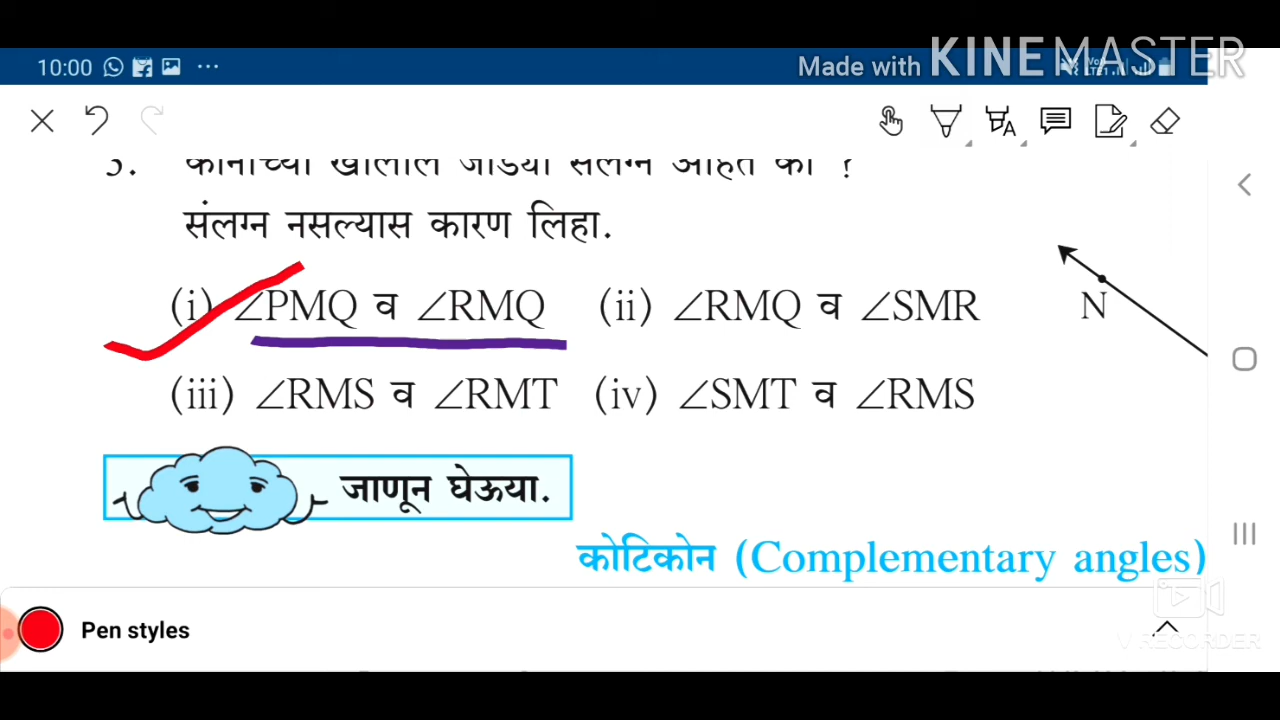 10:00
Made with KINEMASTER
संलग्न नसल्यास कारण लिहा.
(i) ∠PMQ व ∠RMQ (ii) ∠RMQ व ∠SMR
N
(iii) ∠RMS व ∠RMT (iv) ∠SMT व ∠RMS
जाणून घेऊया.
कोटिकोन (Complementary angles)
Pen styles
V RECORDER